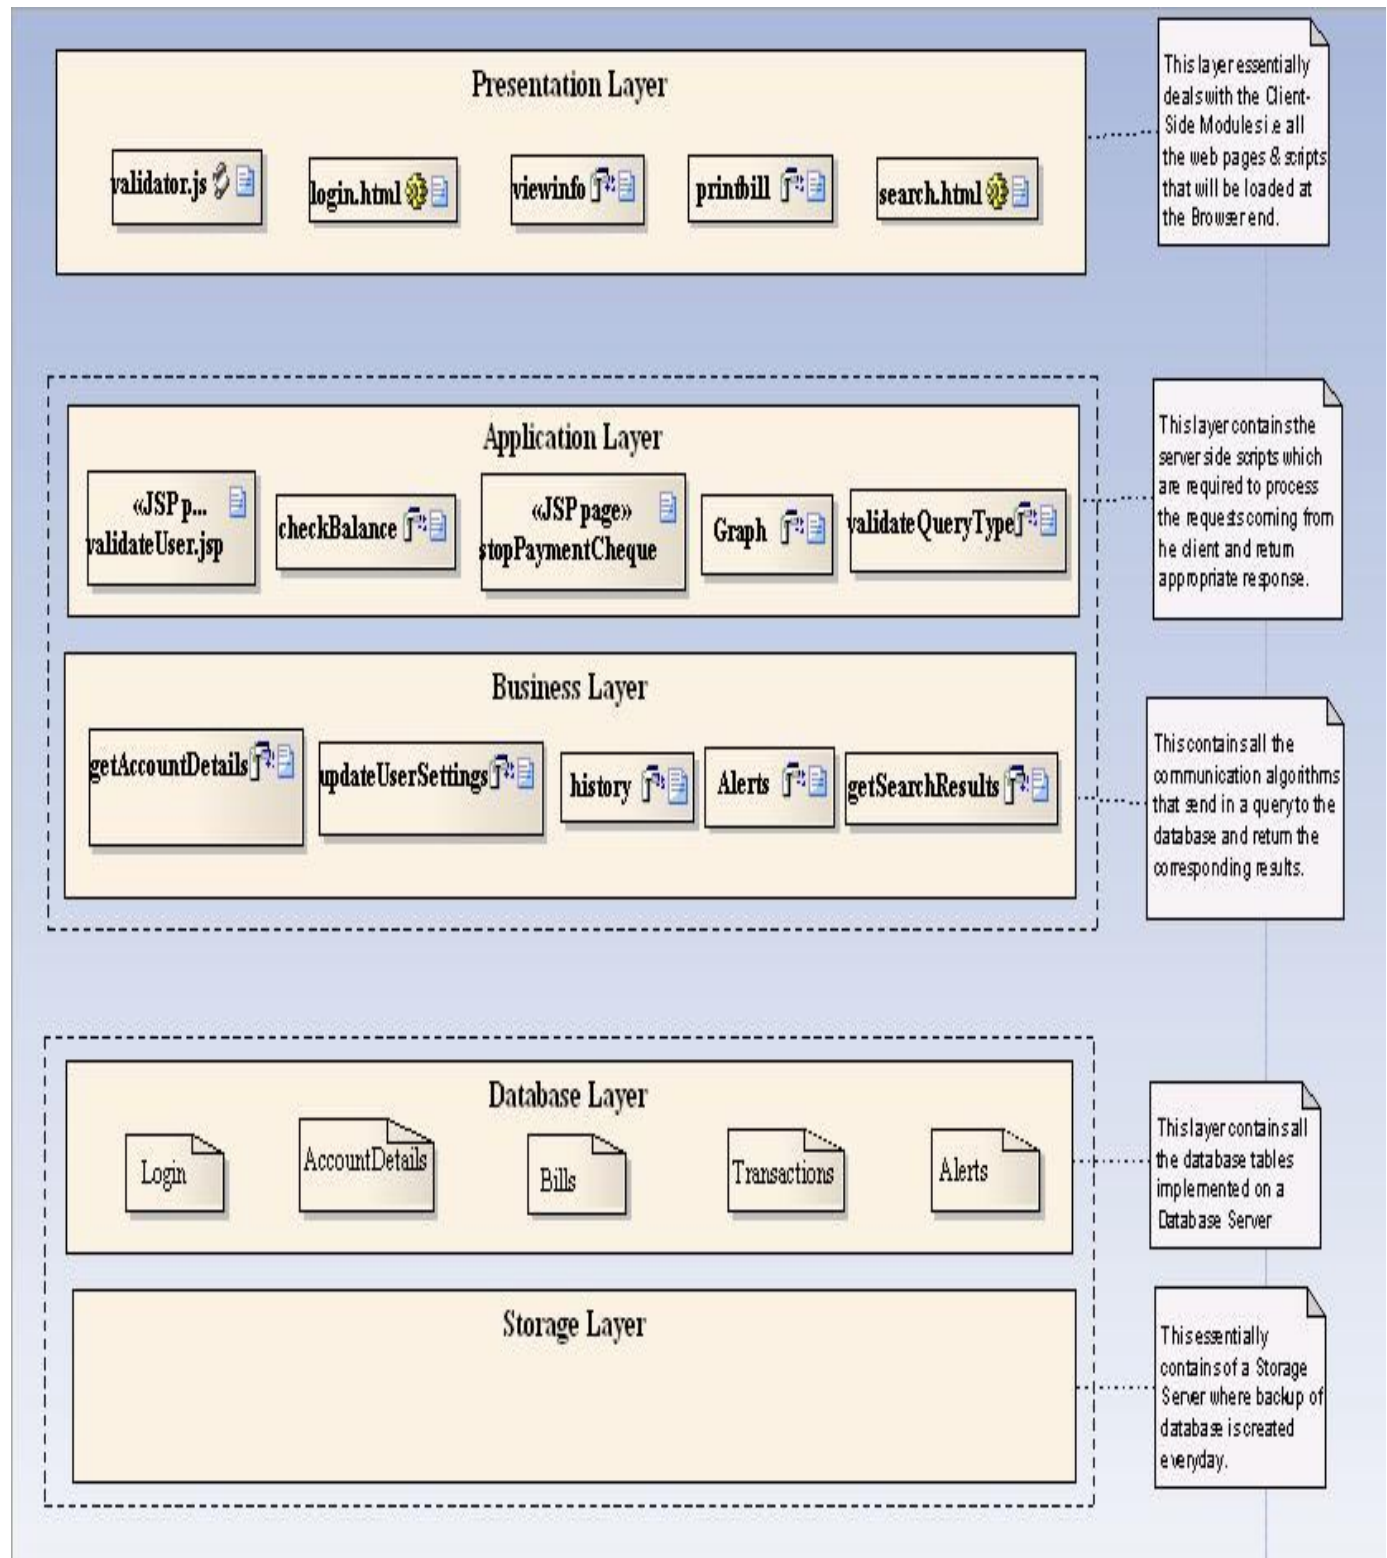 Presentation Layer
validator.js
login.html
viewinfo
printbill
search.html
This layer essentially
deals with the Client-
Side Modules i.e all
the web pages & scripts
that will be loaded at
the Browser end.
Application Layer
«JSP p...
validateUser.jsp
checkBalance
«JSP page»
stopPaymentCheque
Graph
validateQueryType
This layer contains the
server side scripts which
are required to process
the requests coming from
he client and return
appropriate response.
Business Layer
getAccountDetails
updateUserSettings
history
Alerts
getSearchResults
This contains all the
communication algorithms
that send in a query to the
database and return the
corresponding results.
Database Layer
Login
AccountDetails
Bills
Transactions
Alerts
This layer contains all
the database tables
implemented on a
Database Server
Storage Layer
This essentially
contains of a Storage
Server where backup of
database is created
everyday.